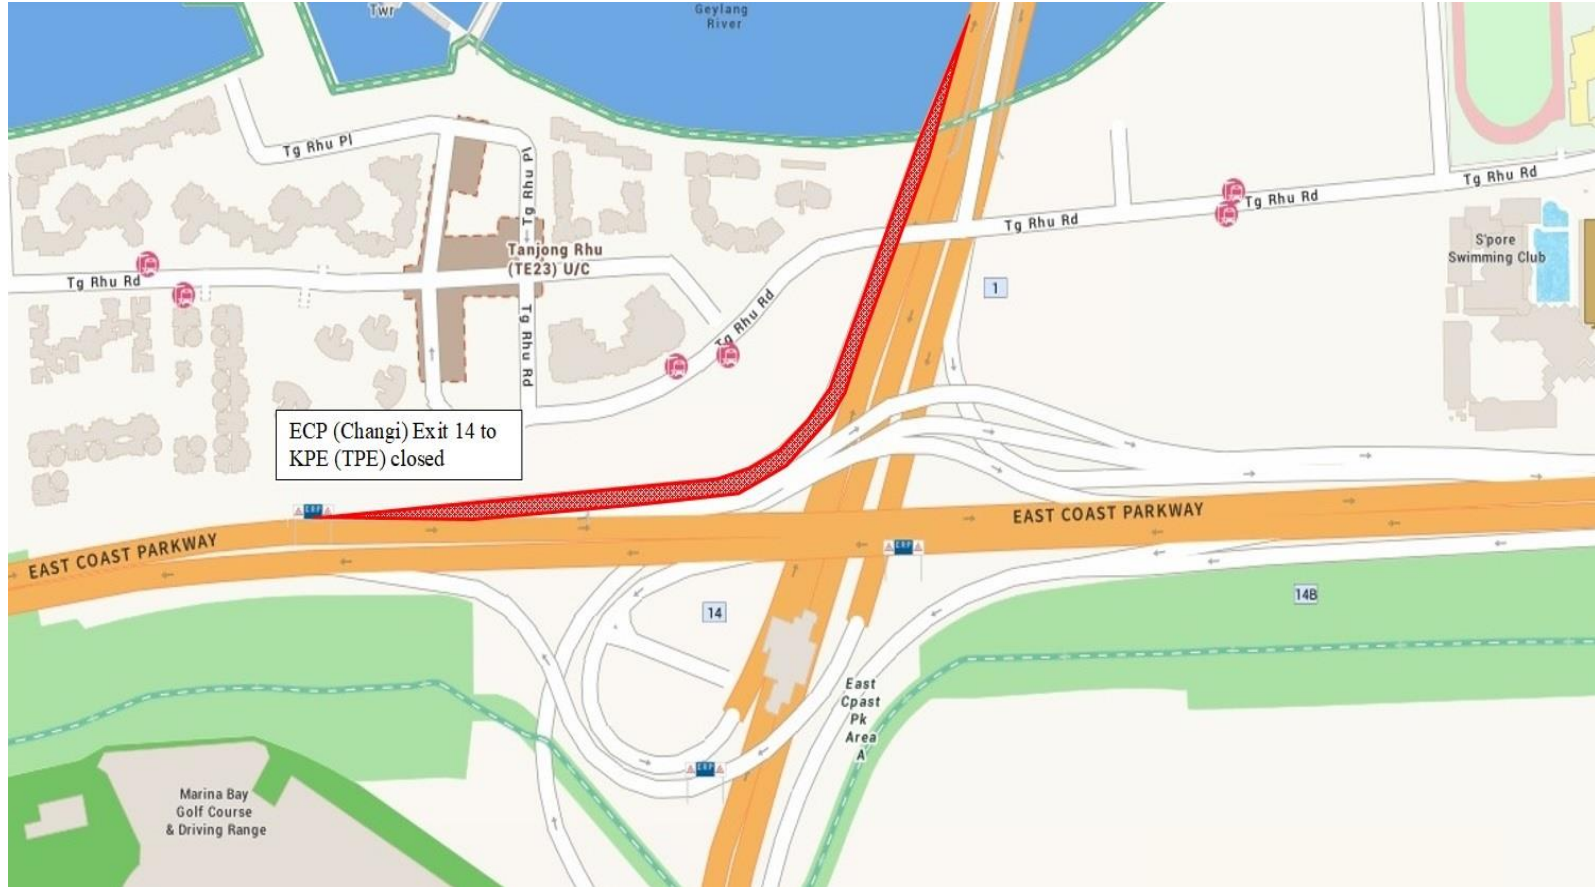 Twr
Geylang
River
Tg Rhu Pl
Tg Rhu Pl
Tg Rhu Rd
Tg Rhu Rd
Tg Rhu Rd
S'pore
Swimming Club
Tanjong Rhu
(TE23) U/C
Tg Rhu Rd
1
Tg Rhu Rd
Tg Rhu Rd
ECP (Changi) Exit 14 to
KPE (TPE) closed
ERP
EAST COAST PARKWAY
EAST COAST PARKWAY
ERP
14
14B
East
Cpast
Pk
Area
A
ERP
Marina Bay
Golf Course
& Driving Range